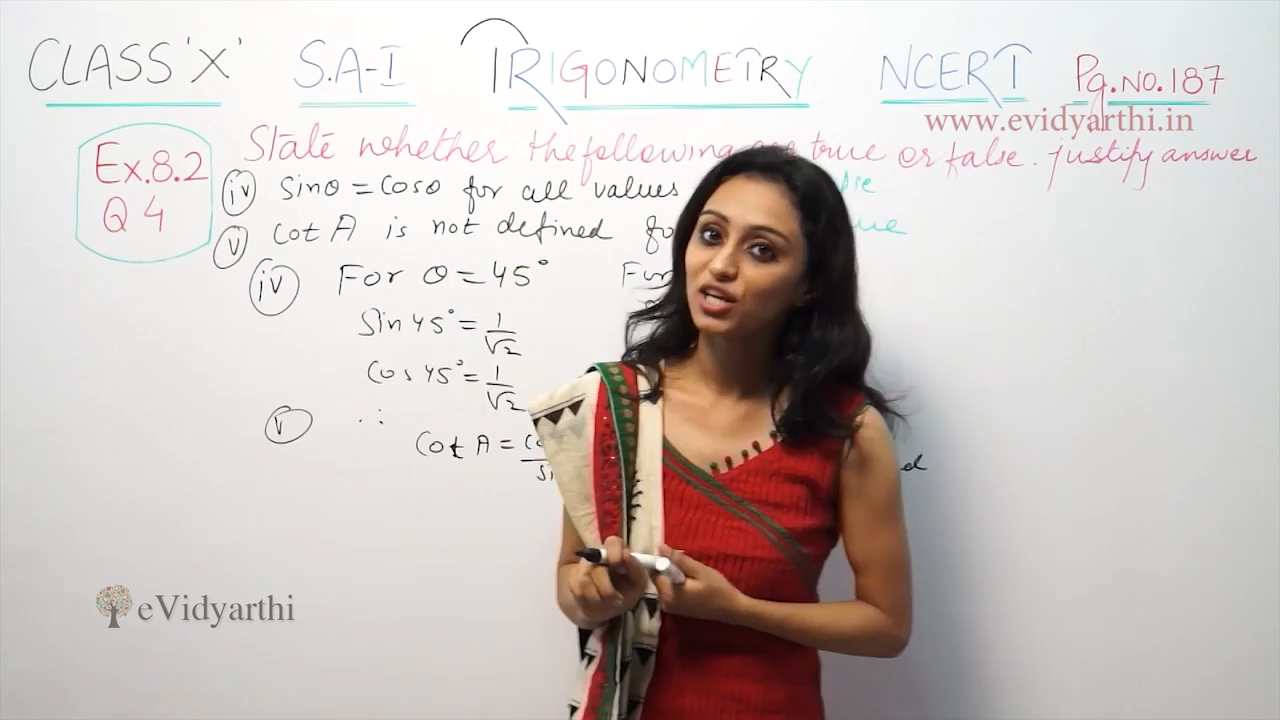 CLASS 'X' S.A-I TRIGONOMETRY NCERT Pg.NO.187
www.evidyarthi.in
Ex.8.2 Q 4
State whether the following are true or false. justify answer
iv sinθ = cosθ for all values
v cot A is not defined
iv For θ = 45°
Sin 45° = 1/√2
Cos 45° = 1/√2
v ∴
Cot A =
eVidyarthi